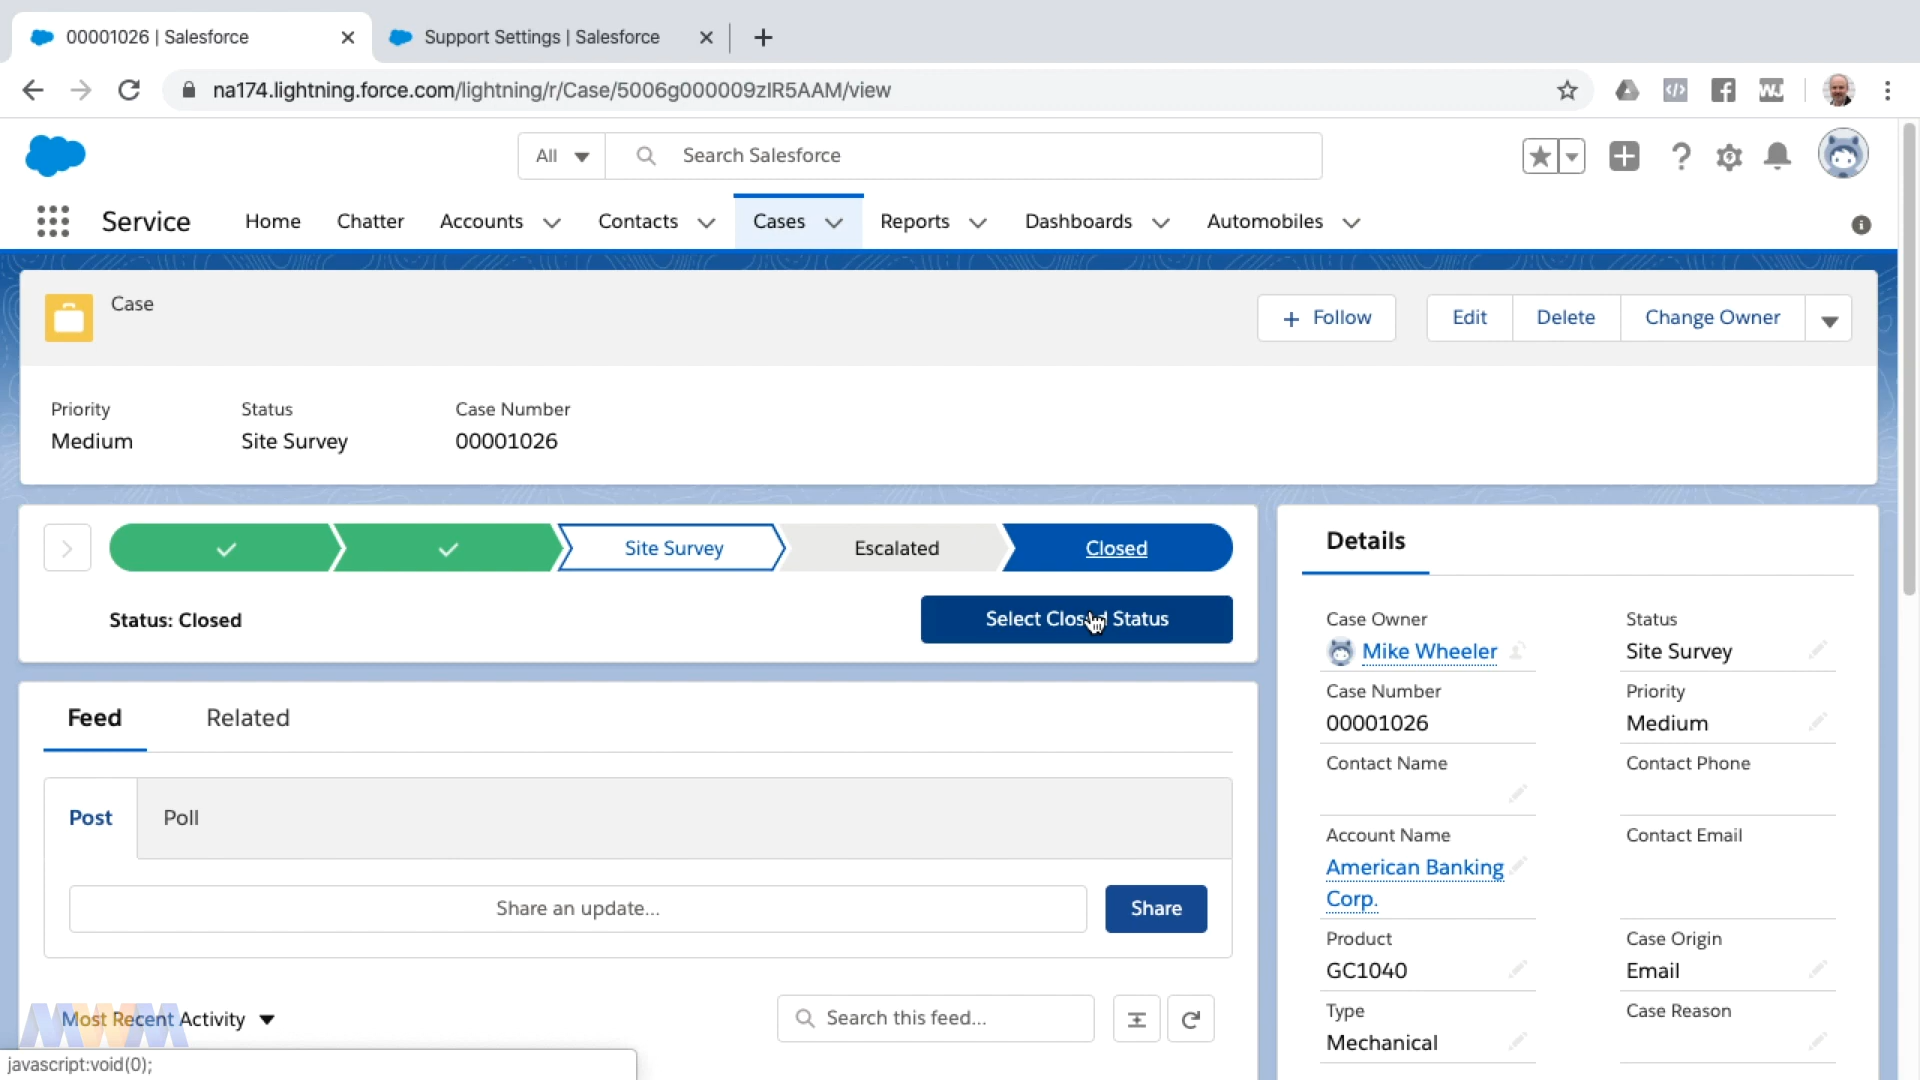 00001026 | Salesforce
Support Settings | Salesforce
na174.lightning.force.com/lightning/r/Case/5006g000009zIR5AAM/view
All
Search Salesforce
Service
Home
Chatter
Accounts
Contacts
Cases
Reports
Dashboards
Automobiles
Case
Follow
Edit
Delete
Change Owner
Priority
Status
Case Number
Medium
Site Survey
00001026
Site Survey
Escalated
Closed
Status: Closed
Select Closed Status
Feed
Related
Post
Poll
Share an update...
Share
Most Recent Activity
Search this feed...
Details
Case Owner
Mike Wheeler
Status
Site Survey
Case Number
00001026
Priority
Medium
Contact Name
Contact Phone
Account Name
American Banking
Corp.
Contact Email
Product
GC1040
Case Origin
Email
Type
Mechanical
Case Reason
MWM
javascript:void(0);